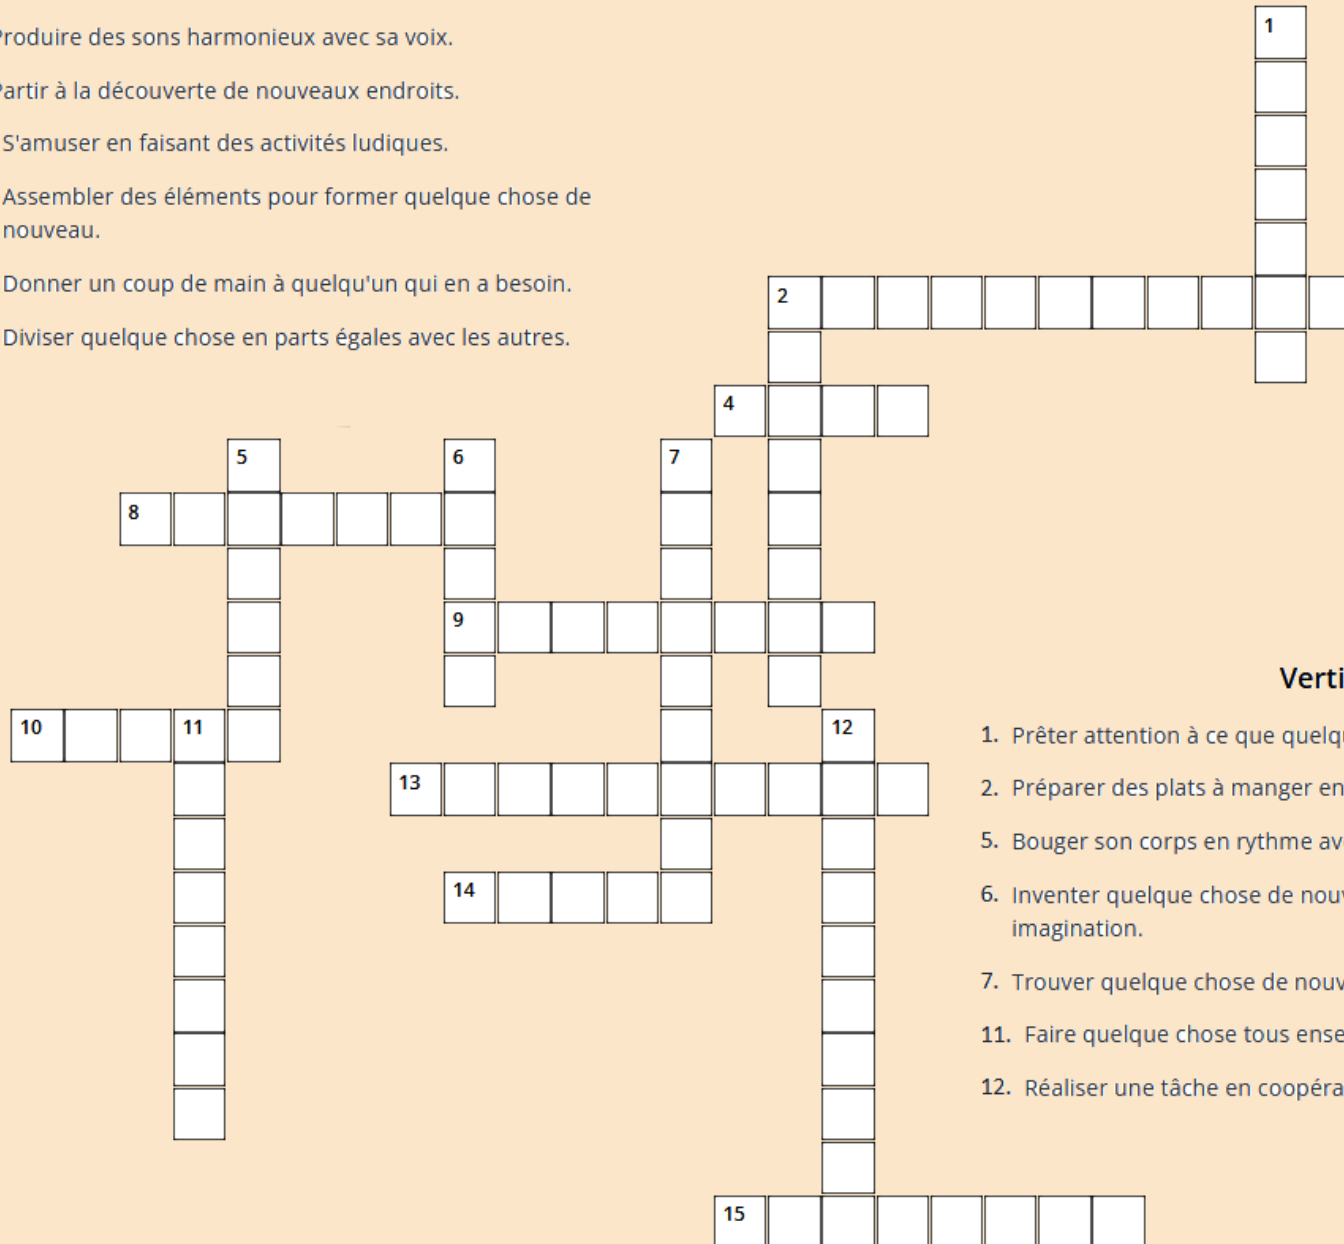 Produire des sons harmonieux avec sa voix.
Partir à la découverte de nouveaux endroits.
S'amuser en faisant des activités ludiques.
Assembler des éléments pour former quelque chose de
nouveau.
Donner un coup de main à quelqu'un qui en a besoin.
Diviser quelque chose en parts égales avec les autres.
1
2
4
5 6 7
8
9
10 11 12
13
14
15
Verti
1. Prêter attention à ce que quelqu
2. Préparer des plats à manger en
5. Bouger son corps en rythme av
6. Inventer quelque chose de nouv
imagination.
7. Trouver quelque chose de nouv
11. Faire quelque chose tous ense
12. Réaliser une tâche en coopéra